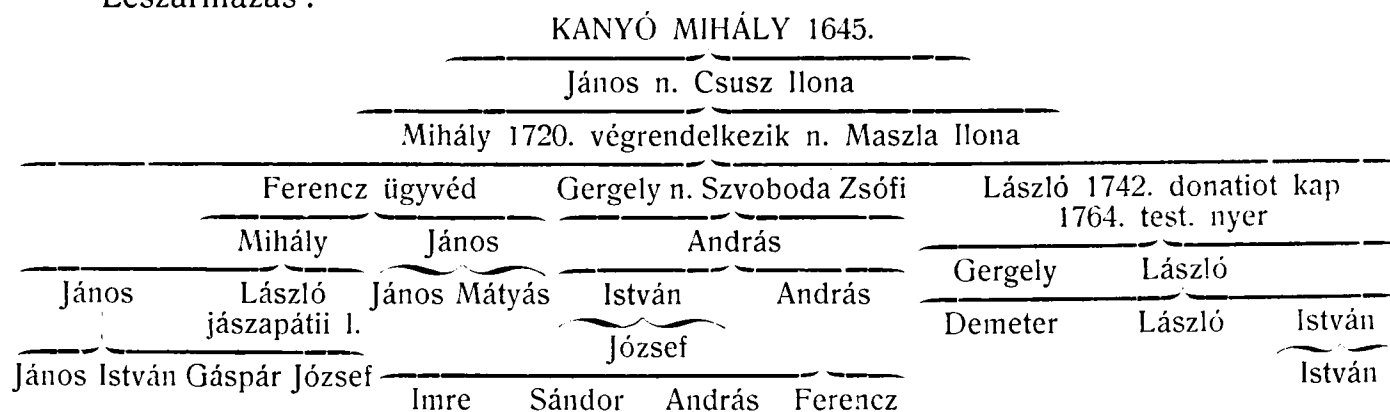 Leszármazás :
KANYÓ MIHÁLY 1645.
János n. Csusz Ilona
Mihály 1720. végrendelkezik n. Maszla Ilona
Ferencz ügyvéd Gergely n. Szvoboda Zsófi László 1742. donatiot kap
1764. test. nyer
Mihály János András
Gergely László
János László János Mátyás István András
jászapátii l. Demeter László István
József
János István Gáspár József István
Imre Sándor András Ferencz